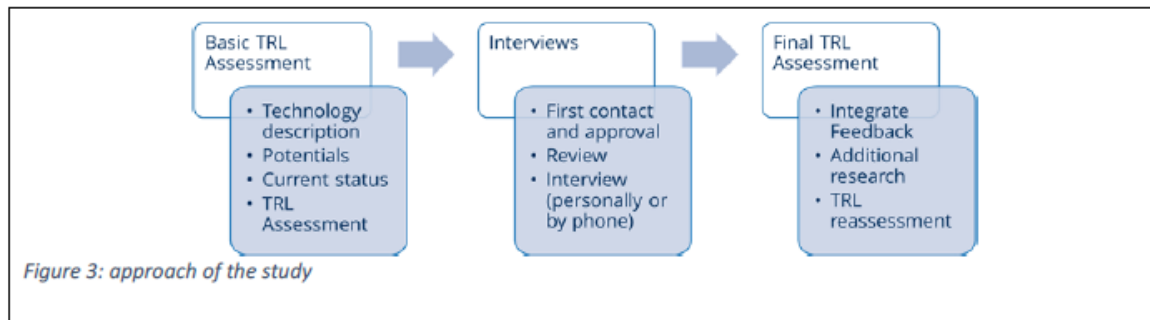 Basic TRL
Assessment
• Technology
description
• Potentials
• Current status
• TRL
Assessment
Interviews
• First contact
and approval
• Review
• Interview
(personally or
by phone)
Final TRL
Assessment
• Integrate
Feedback
• Additional
research
• TRL
reassessment
Figure 3: approach of the study